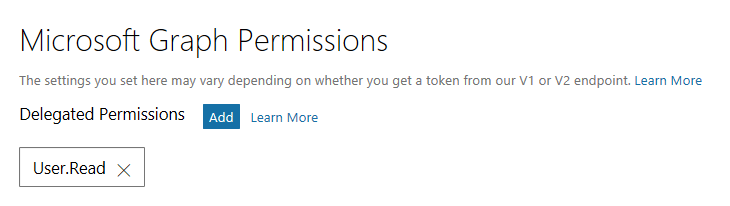 Microsoft Graph Permissions
The settings you set here may vary depending on whether you get a token from our V1 or V2 endpoint. Learn More
Delegated Permissions Add Learn More
User.Read